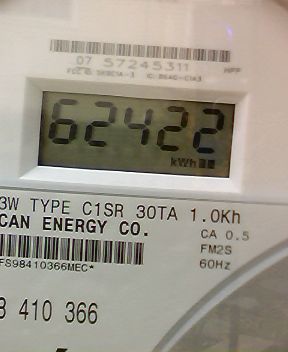 07 57245311
62422
kWh
3W TYPE C1SR 30TA 1.0Kh
CAN ENERGY CO.
CA 0.5
FM2S
60Hz
FS98410366MEC*
410 366